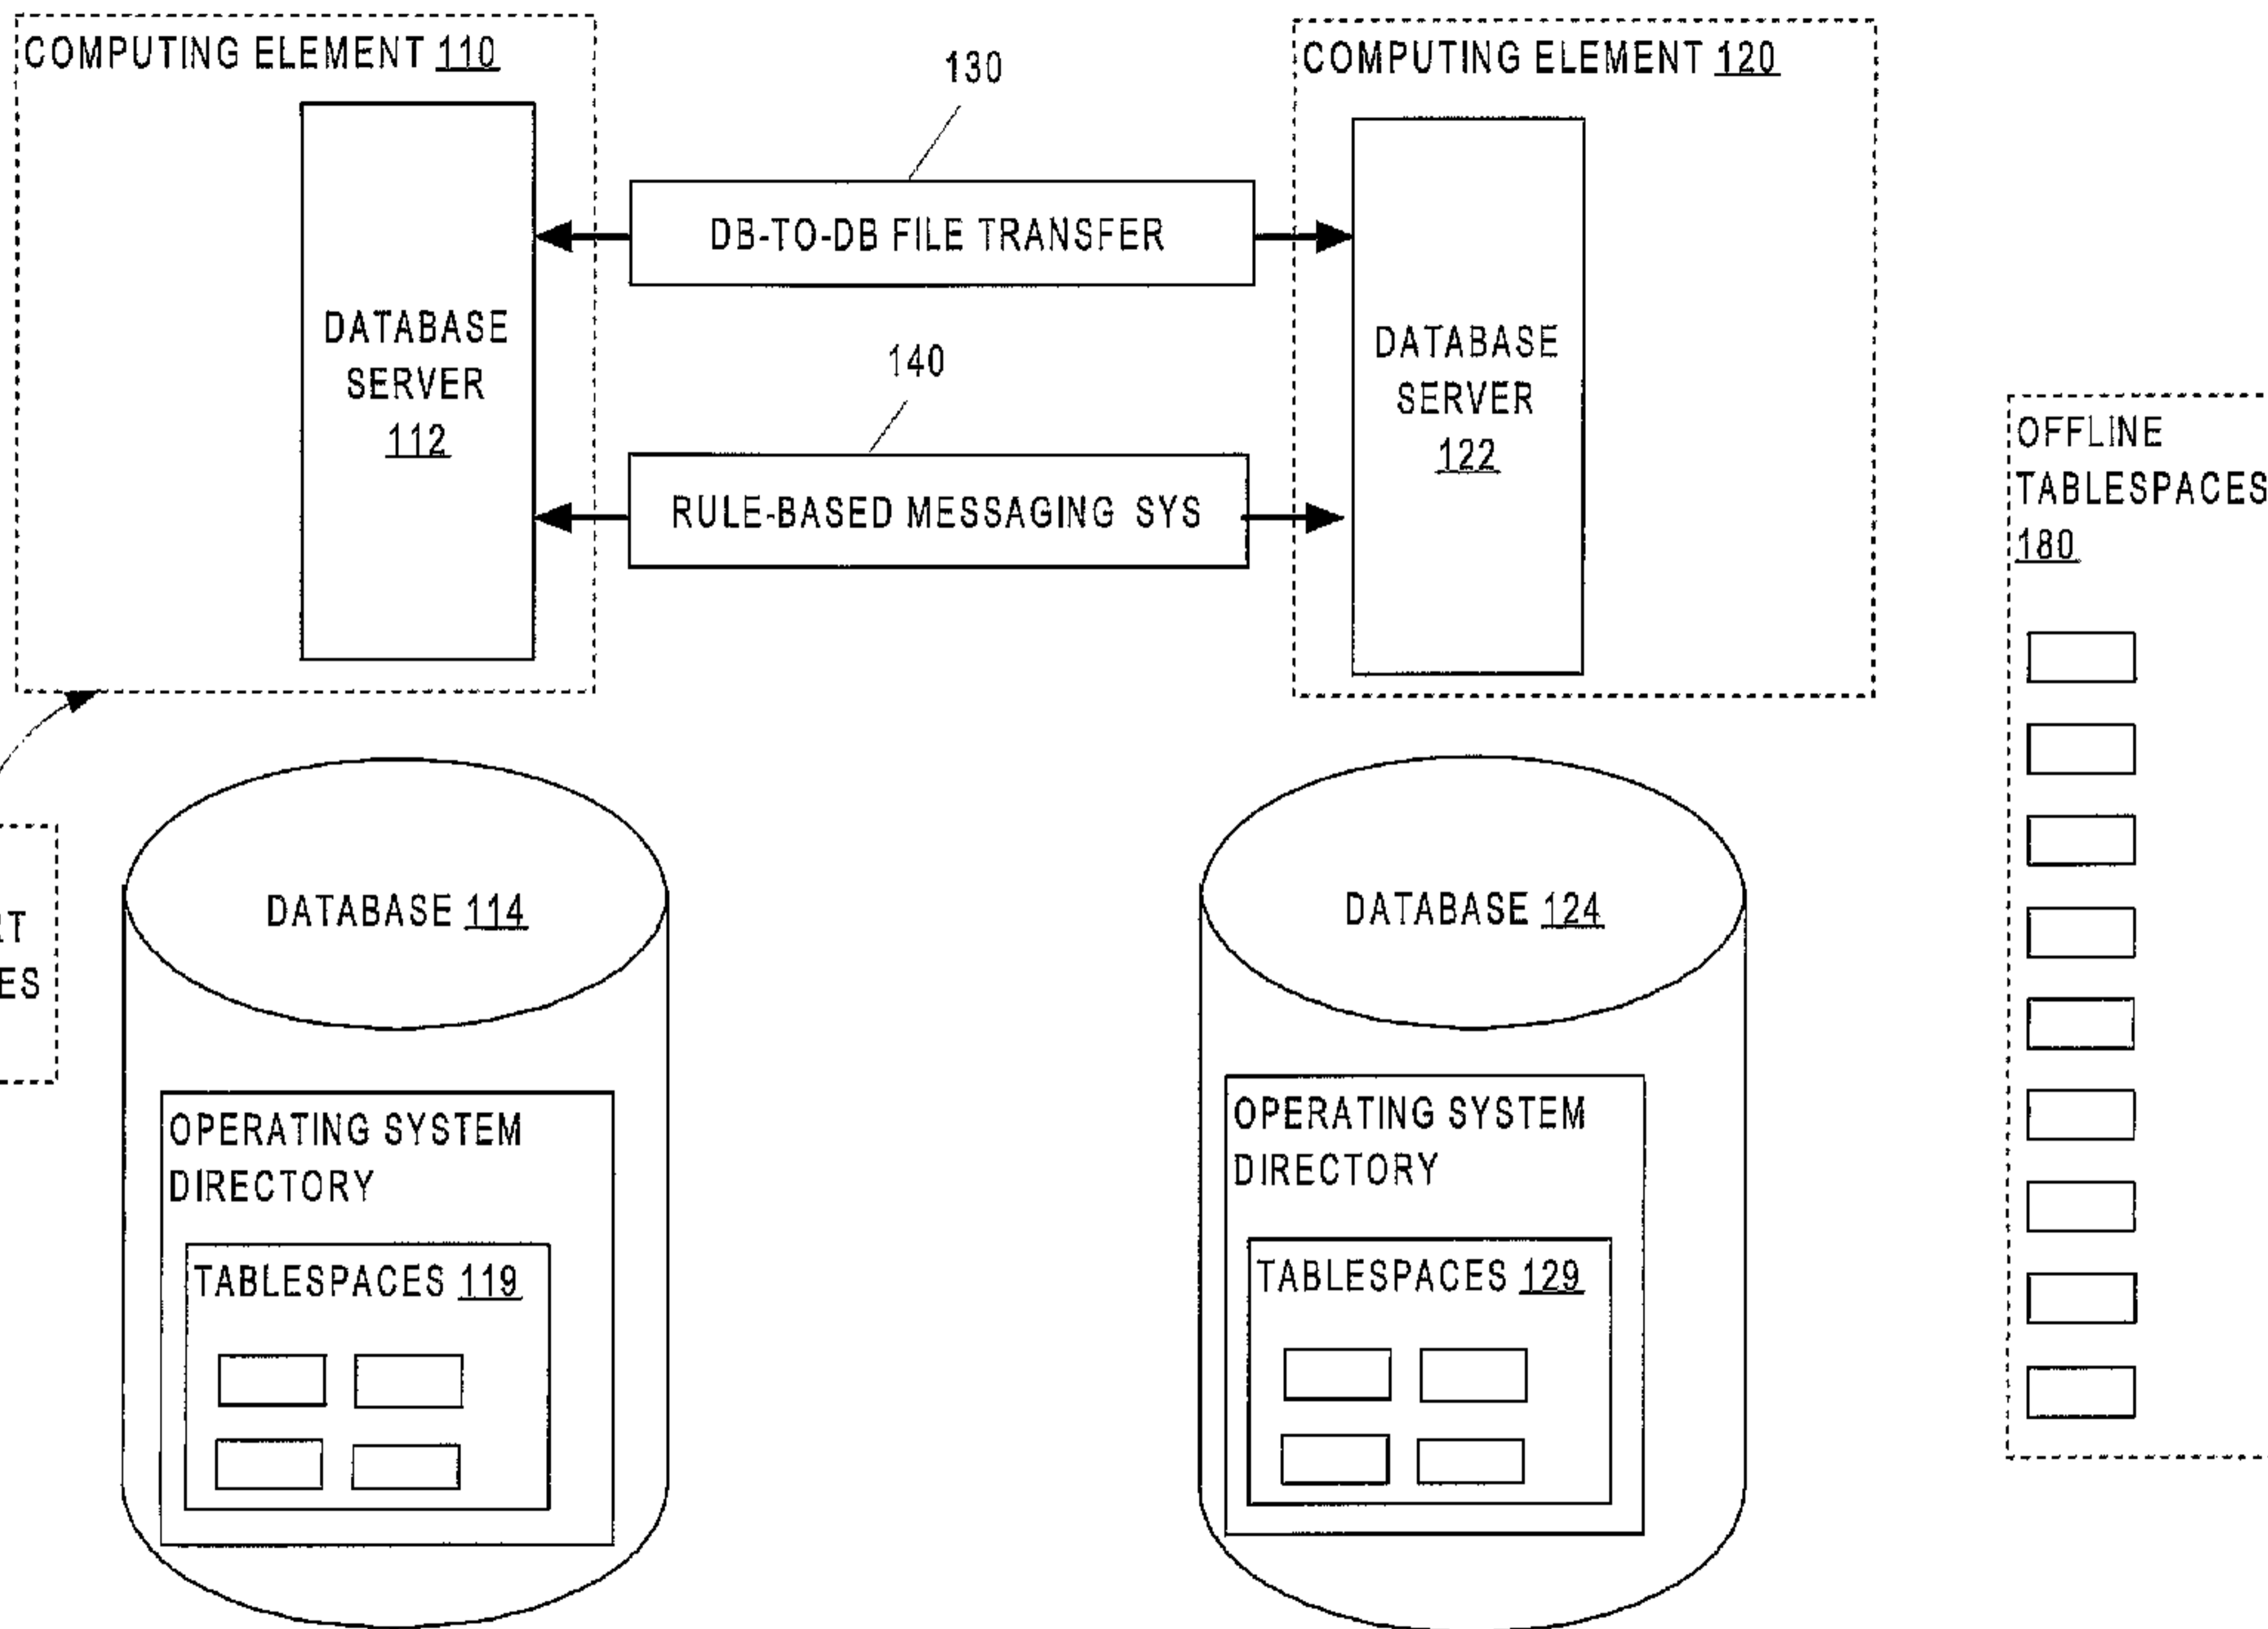 COMPUTING ELEMENT 110
130
COMPUTING ELEMENT 120
DB-TO-DB FILE TRANSFER
DATABASE
SERVER
112
140
DATABASE
SERVER
122
RULE-BASED MESSAGING SYS
OFFLINE
TABLESPACES
180
DATABASE 114
DATABASE 124
OPERATING SYSTEM
DIRECTORY
TABLESPACES 119
OPERATING SYSTEM
DIRECTORY
TABLESPACES 129